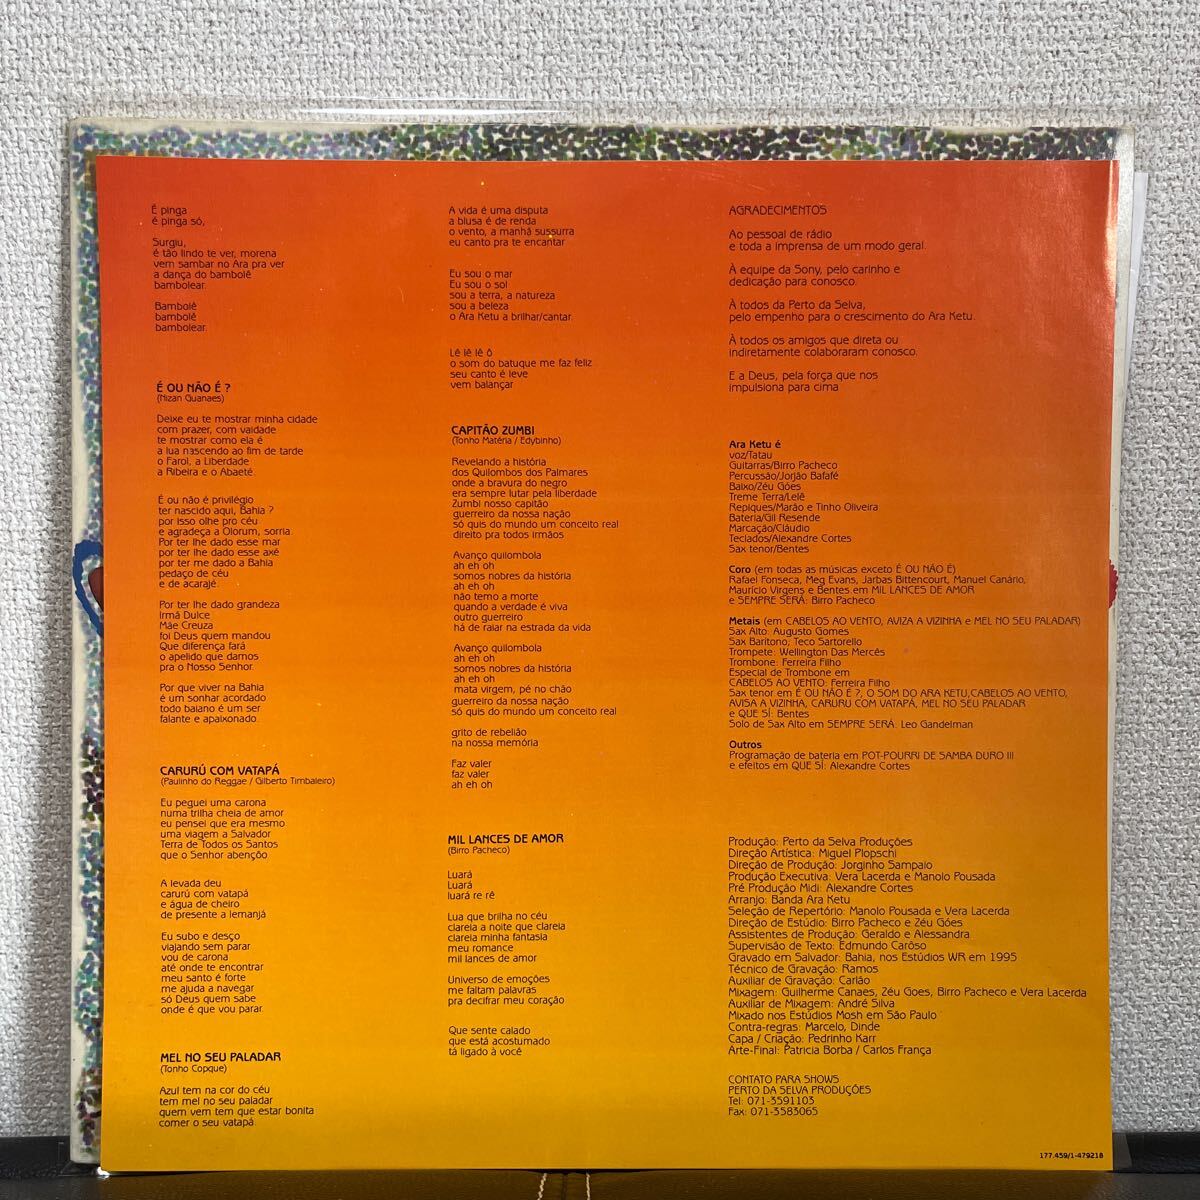 É pinga
é pinga só,
Surgiu,
é tão lindo te ver, morena
vem sambar no Ara pra ver
a dança do bambolê
bambolear.
Bambolê
bambolê
bambolear.
É OU NÃO É ?
(Nizan Guanaes)
Deixe eu te mostrar minha cidade
com prazer, com vaidade
te mostrar como ela é
a lua nascendo ao fim de tarde
o Farol, a Liberdade
a Ribeira e o Abaeté.
É ou não é privilégio
ter nascido aqui, Bahia ?
por isso olhe pro céu
e agradeça a Olorum, sorria
Por ter lhe dado esse mar
por ter lhe dado esse axé
por ter me dado a Bahia
pedaço de céu
e de acarajé.
Por ter lhe dado grandeza
Irmã Dulce
Mãe Creuza
foi Deus quem mandou
Que diferença fará
o apelido que damos
pra o Nosso Senhor.
Por que viver na Bahia
é um sonhar acordado
todo baiano é um ser
falante e apaixonado.
CARURÚ COM VATAPÁ
(Paulinho do Reggae / Gilberto Timbaleiro)
Eu peguei uma carona
numa trilha cheia de amor
eu pensei que era mesmo
uma viagem a Salvador
Terra de Todos os Santos
que o Senhor abençõo
A levada deu
carurú com vatapá
e água de cheiro
de presente a Iemanjá
Eu subo e desço
viajando sem parar
vou de carona
até onde te encontrar
meu santo é forte
me ajuda a navegar
só Deus quem sabe
onde é que vou parar.
MEL NO SEU PALADAR
(Tonho Copque)
Azul tem na cor do céu
tem mel no seu paladar
quem vem tem que estar bonita
comer o seu vatapá.
A vida é uma disputa
a blusa é de renda
o vento, a manhã sussurra
eu canto pra te encantar
Eu sou o mar
Eu sou o sol
sou a terra, a natureza
sou a beleza
o Ara Ketu a brilhar/cantar.
Lê lê lê ô
o som do batuque me faz feliz
seu canto é leve
vem balançar
CAPITÃO ZUMBI
(Tonho Matéria / Edybinho)
Revelando a história
dos Quilombos dos Palmares
onde a bravura do negro
era sempre lutar pela liberdade
Zumbi nosso capitão
guerreiro da nossa nação
só quis do mundo um conceito real
direito pra todos irmãos
Avanço quilombola
ah eh oh
somos nobres da história
ah eh oh
não temo a morte
quando a verdade é viva
outro guerreiro
há de raiar na estrada da vida
Avanço quilombola
ah eh oh
somos nobres da história
ah eh oh
mata virgem, pé no chão
guerreiro da nossa nação
só quis do mundo um conceito real
grito de rebelião
na nossa memória
Faz valer
faz valer
ah eh oh
MIL LANCES DE AMOR
(Birro Pacheco)
Luará
Luará
luará re rê
Lua que brilha no céu
clareia a noite que clareia
clareia minha fantasia
meu romance
mil lances de amor
Universo de emoções
me faltam palavras
pra decifrar meu coração
Que sente calado
que está acostumado
tá ligado à você
AGRADECIMENTOS
Ao pessoal de rádio
e toda a imprensa de um modo geral.
À equipe da Sony, pelo carinho e
dedicação para conosco.
À todos da Perto da Selva,
pelo empenho para o crescimento do Ara Ketu.
À todos os amigos que direta ou
indiretamente colaboraram conosco.
E a Deus, pela força que nos
impulsiona para cima
Ara Ketu é
voz/Tatau
Guitarras/Birro Pacheco
Percussão/Jorjão Bafafé
Baixo/Zéu Góes
Treme Terra/Lelê
Repiques/Marão e Tinho Oliveira
Bateria/Gil Resende
Marcação/Cláudio
Teclados/Alexandre Cortes
Sax tenor/Bentes
Coro (em todas as músicas exceto É OU NÃO É)
Rafael Fonseca, Meg Evans, Jarbas Bittencourt, Manuel Canário,
Maurício Virgens e Bentes em MIL LANCES DE AMOR
e SEMPRE SERÁ: Birro Pacheco
Metais (em CABELOS AO VENTO, AVIZA A VIZINHA e MEL NO SEU PALADAR)
Sax Alto: Augusto Gomes
Sax Barítono: Teco Sartorello
Trompete: Wellington Das Mercês
Trombone: Ferreira Filho
Especial de Trombone em
CABELOS AO VENTO: Ferreira Filho
Sax tenor em É OU NÃO É ?, O SOM DO ARA KETU,CABELOS AO VENTO,
AVISA A VIZINHA, CARURU COM VATAPÁ, MEL NO SEU PALADAR
e QUE SÍ: Bentes
Solo de Sax Alto em SEMPRE SERÁ: Leo Gandelman
Outros
Programação de bateria em POT-POURRI DE SAMBA DURO III
e efeitos em QUE SÍ: Alexandre Cortes
Produção: Perto da Selva Produções
Direção Artística: Miguel Plopschi
Direção de Produção: Jorginho Sampaio
Produção Executiva: Vera Lacerda e Manolo Pousada
Pré Produção Midi: Alexandre Cortes
Arranjo: Banda Ara Ketu
Seleção de Repertório: Manolo Pousada e Vera Lacerda
Direção de Estúdio: Birro Pacheco e Zéu Góes
Assistentes de Produção: Geraldo e Alessandra
Supervisão de Texto: Edmundo Carôso
Gravado em Salvador: Bahia, nos Estúdios WR em 1995
Técnico de Gravação: Ramos
Auxiliar de Gravação: Carlão
Mixagem: Guilherme Canaes, Zéu Goes, Birro Pacheco e Vera Lacerda
Auxiliar de Mixagem: André Silva
Mixado nos Estúdios Mosh em São Paulo
Contra-regras: Marcelo, Dinde
Capa / Criação: Pedrinho Karr
Arte-Final: Patricia Borba / Carlos França
CONTATO PARA SHOWS
PERTO DA SELVA PRODUÇÕES
Tel: 071-3591103
Fax: 071-3583065
177.459/1-479218